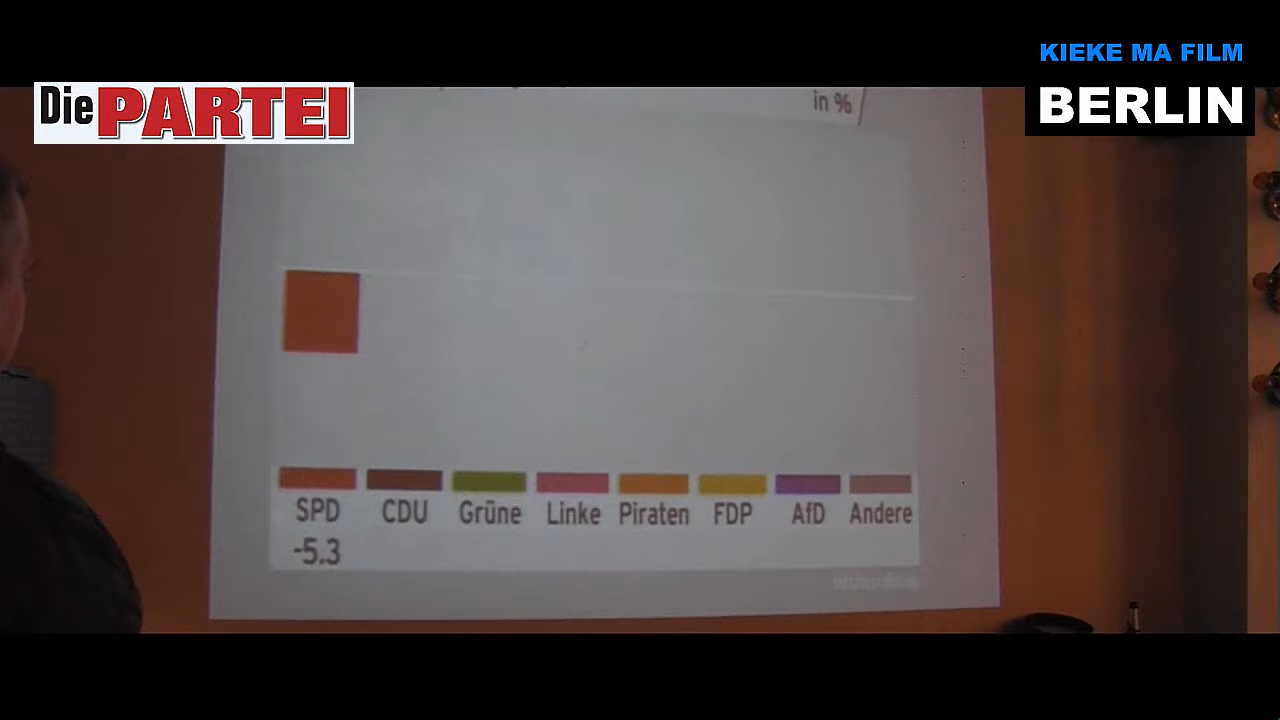 KIEKE MA FILM
BERLIN
Die PARTEI
in %
SPD CDU Grüne Linke Piraten FDP AfD Andere
-5.3